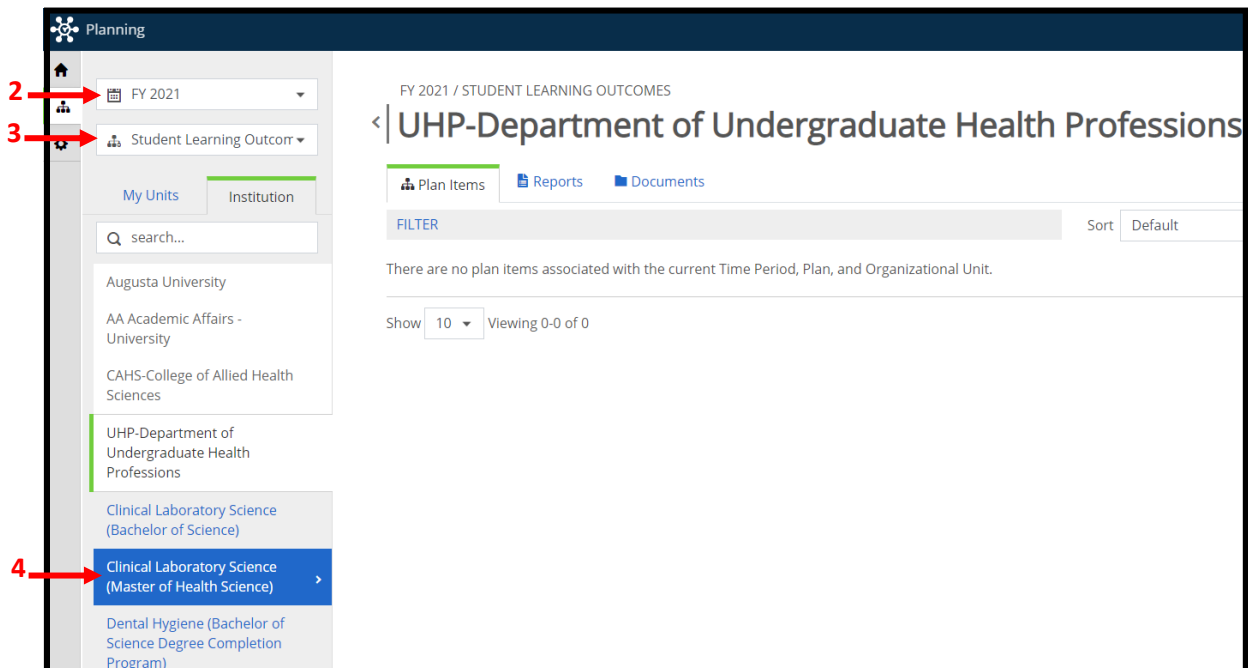 Planning
2
FY 2021
3
Student Learning Outcom
My Units
Institution
search...
Augusta University
AA Academic Affairs -
University
CAHS-College of Allied Health
Sciences
UHP-Department of
Undergraduate Health
Professions
Clinical Laboratory Science
(Bachelor of Science)
4
Clinical Laboratory Science
(Master of Health Science)
Dental Hygiene (Bachelor of
Science Degree Completion
Program)
FY 2021 / STUDENT LEARNING OUTCOMES
UHP-Department of Undergraduate Health Professions
Plan Items
Reports
Documents
FILTER
Sort Default
There are no plan items associated with the current Time Period, Plan, and Organizational Unit.
Show 10 Viewing 0-0 of 0